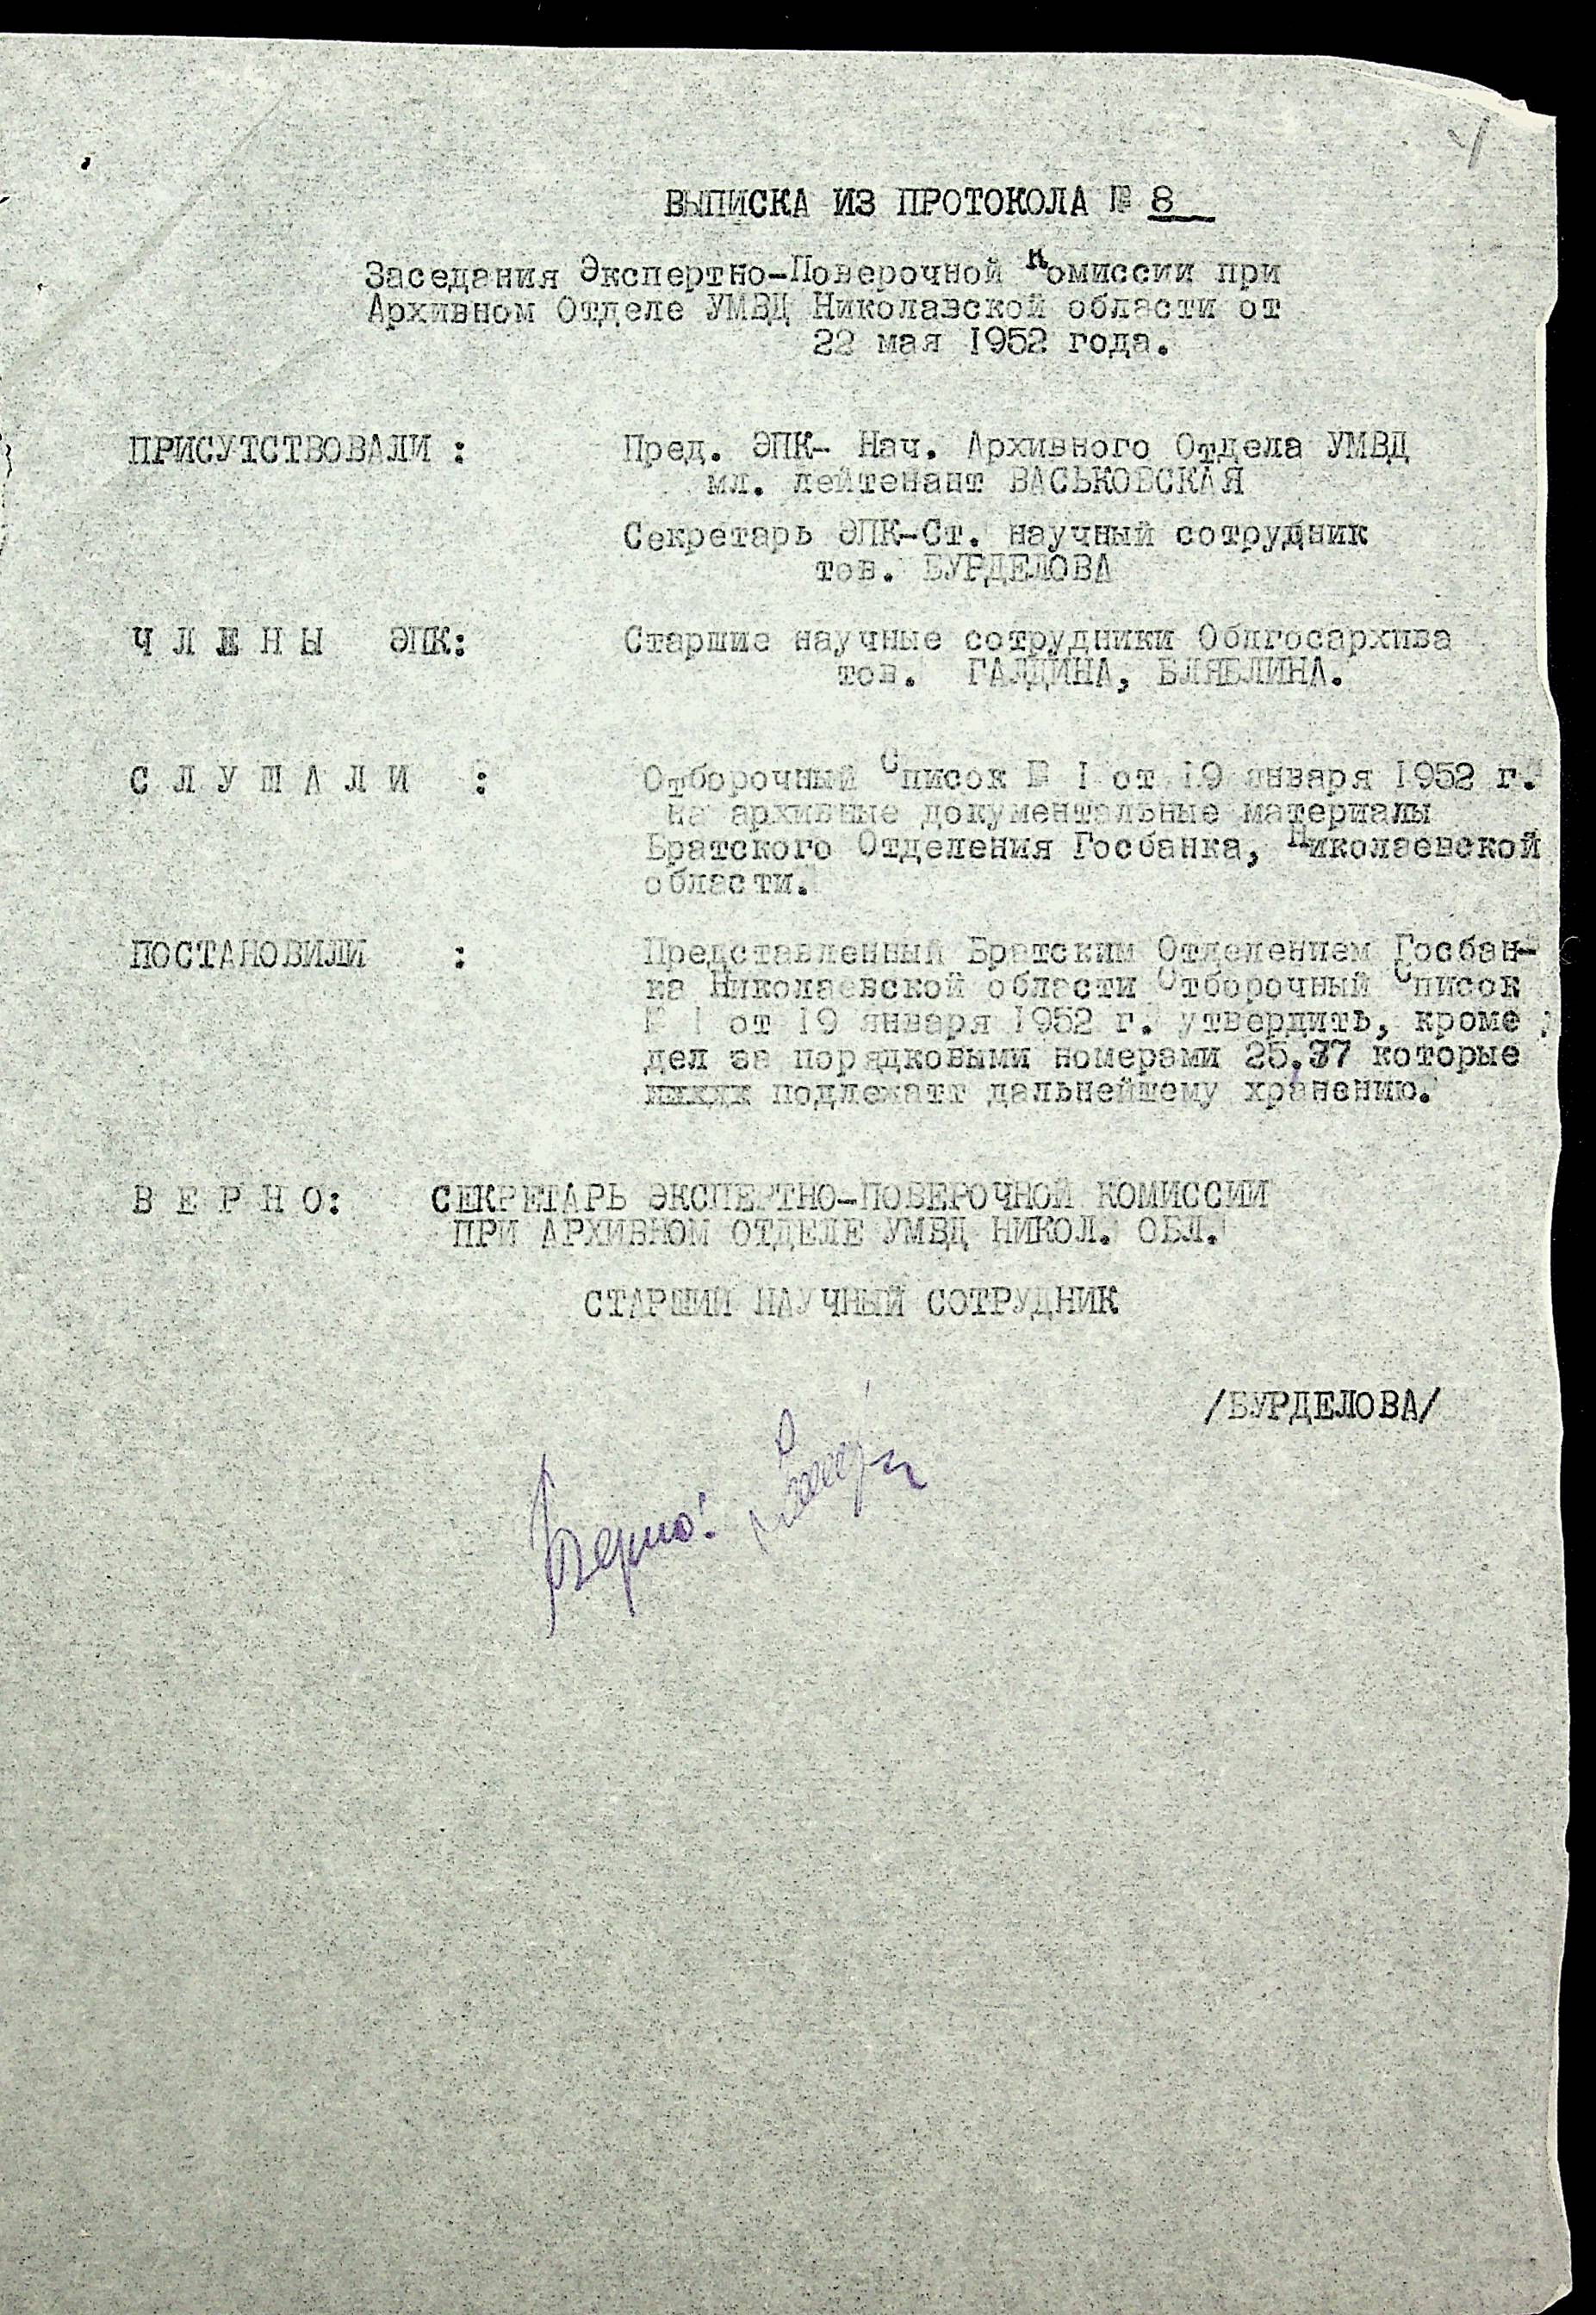 4
ВЫПИСКА ИЗ ПРОТОКОЛА № 8
Заседания Экспертно-Поверочной Комиссии при
Архивном Отделе УМВД Николавской области от
22 мая 1952 года.
ПРИСУТСТВОВАЛИ : Пред. ЭПК- Нач. Архивного Отдела УМВД
мл. лейтенант ВАСЬКОВСКАЯ
Секретарь ЭПК-Ст. научный сотрудник
тов. БУРДЕЛОВА
Ч Л Е Н Ы ЭПК: Старшие научные сотрудники Облгосархива
тов. ГАЛДИНА, БЛЯБЛИНА.
С Л У Ш А Л И : Отборочный Список № 1 от 19 января 1952 г.
на архивные документальные материалы
Братского Отделения Госбанка, Николаевской
области.
ПОСТАНОВИЛИ : Представленный Братским Отделением Госбан-
ка Николаевской области Отборочный Список
№ 1 от 19 января 1952 г. утвердить, кроме
дел за порядковыми номерами 25,37 которые
подлежатт дальнейшему хранению.
В Е Р Н О: СЕКРЕТАРЬ ЭКСПЕРТНО-ПОВЕРОЧНОЙ КОМИССИИ
ПРИ АРХИВНОМ ОТДЕЛЕ УМВД НИКОЛ. ОБЛ.
СТАРШИЙ НАУЧНЫЙ СОТРУДНИК
/БУРДЕЛОВА/
Верно: